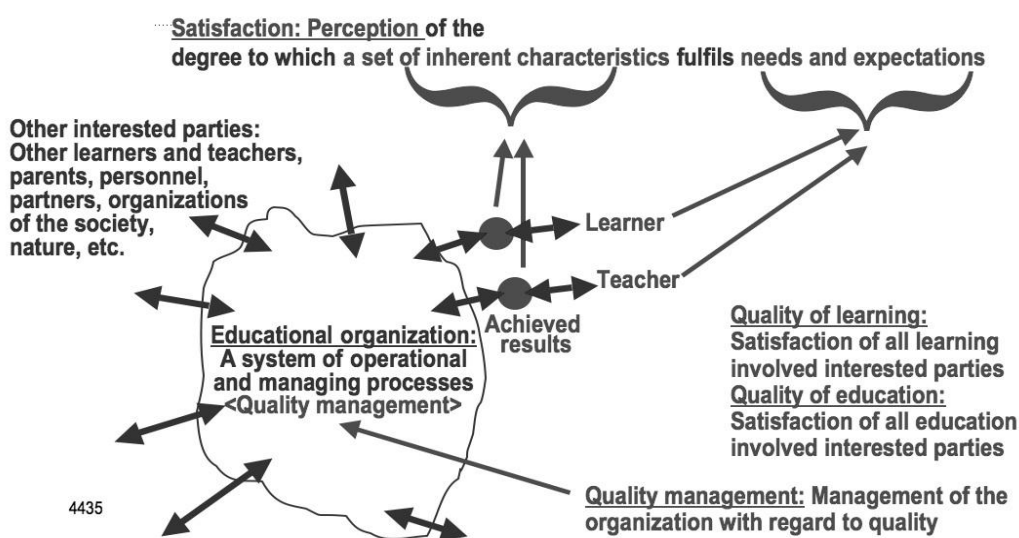 Satisfaction: Perception of the
degree to which a set of inherent characteristics fulfils needs and expectations
Other interested parties:
Other learners and teachers,
parents, personnel,
partners, organizations
of the society,
nature, etc.
Learner
Teacher
Achieved
results
Educational organization:
A system of operational
and managing processes
<Quality management>
Quality of learning:
Satisfaction of all learning
involved interested parties
Quality of education:
Satisfaction of all education
involved interested parties
4435
Quality management: Management of the
organization with regard to quality